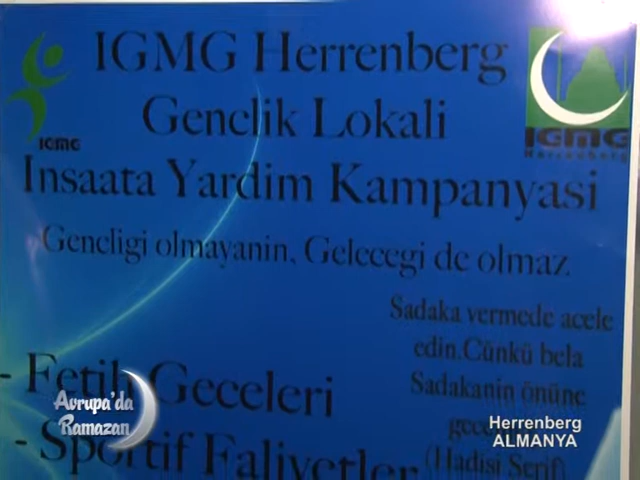 IGMG Herrenberg
Genclik Lokali
Insaata Yardim Kampanyasi
Gencligi olmayanin, Gelecegi de olmaz
IGMG
IGMG
Herrenberg
Sadaka vermede acele
edin.Cünkü bela
Sadakanin önüne
(Hadisi Serif)
- Fetih Geceleri
- Sportif Faliyetler
Avrupa'da
Ramazan
Herrenberg
ALMANYA